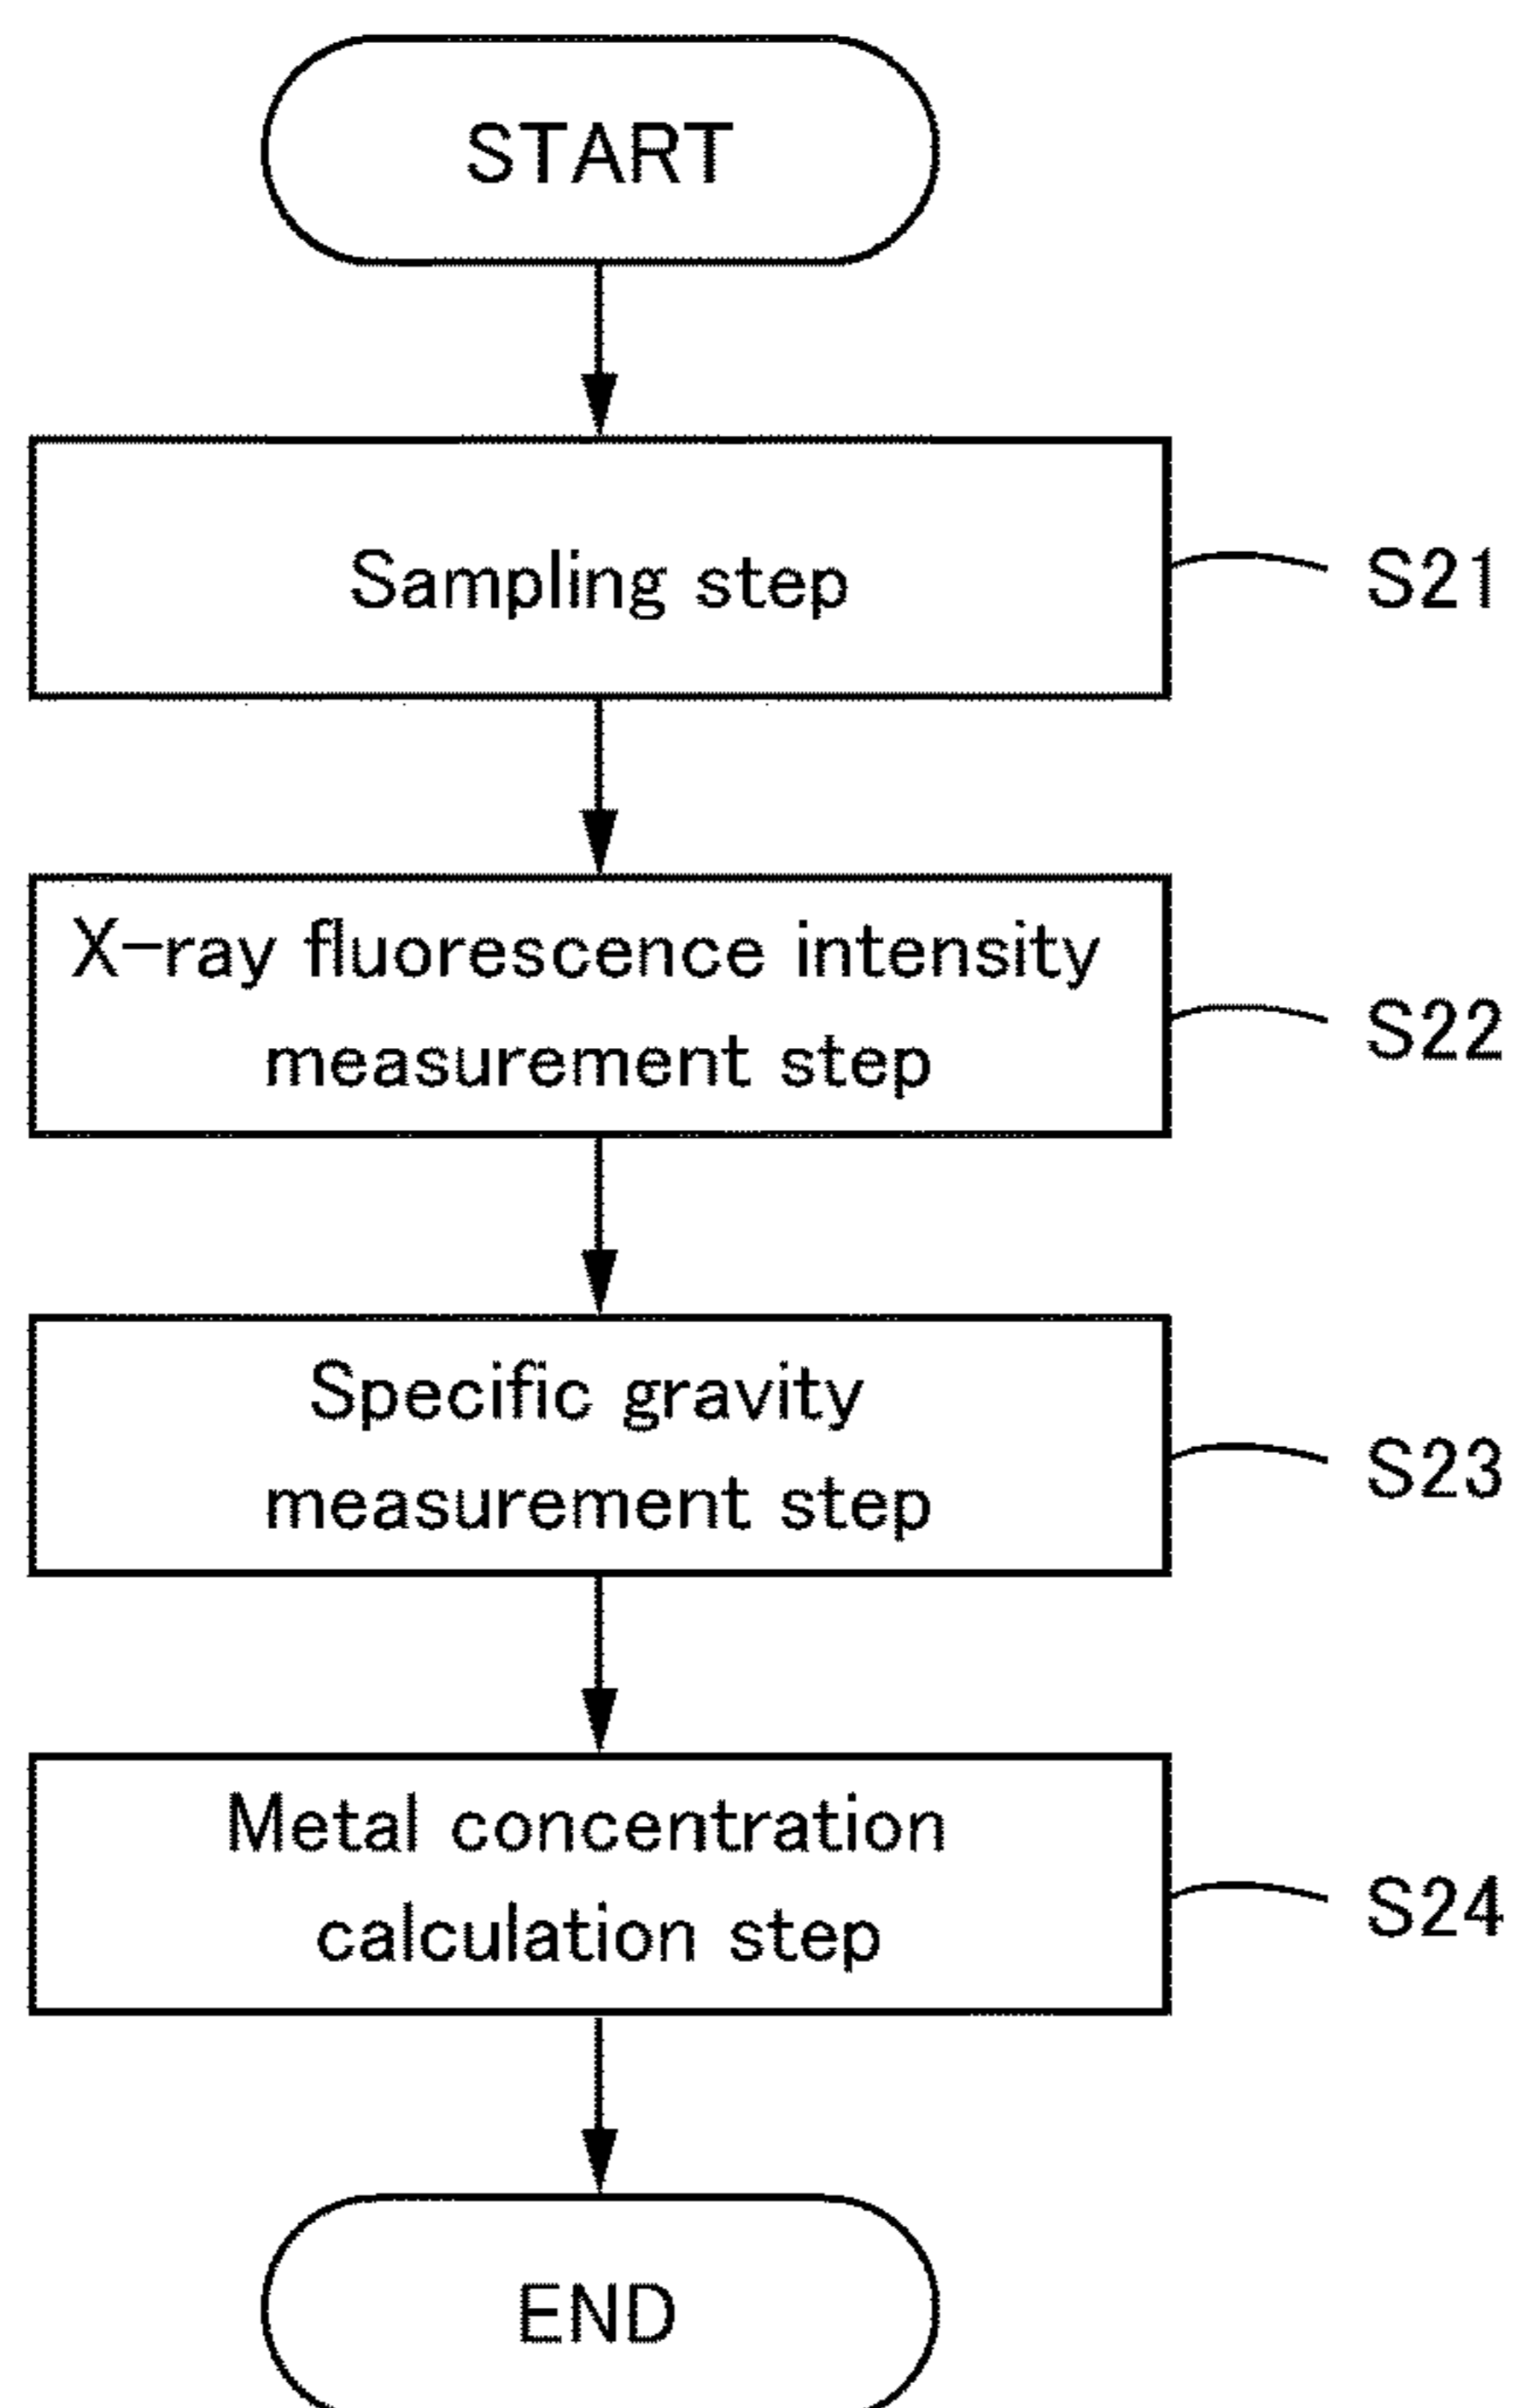 START
Sampling step
S21
X-ray fluorescence intensity
measurement step
S22
Specific gravity
measurement step
S23
Metal concentration
calculation step
S24
END